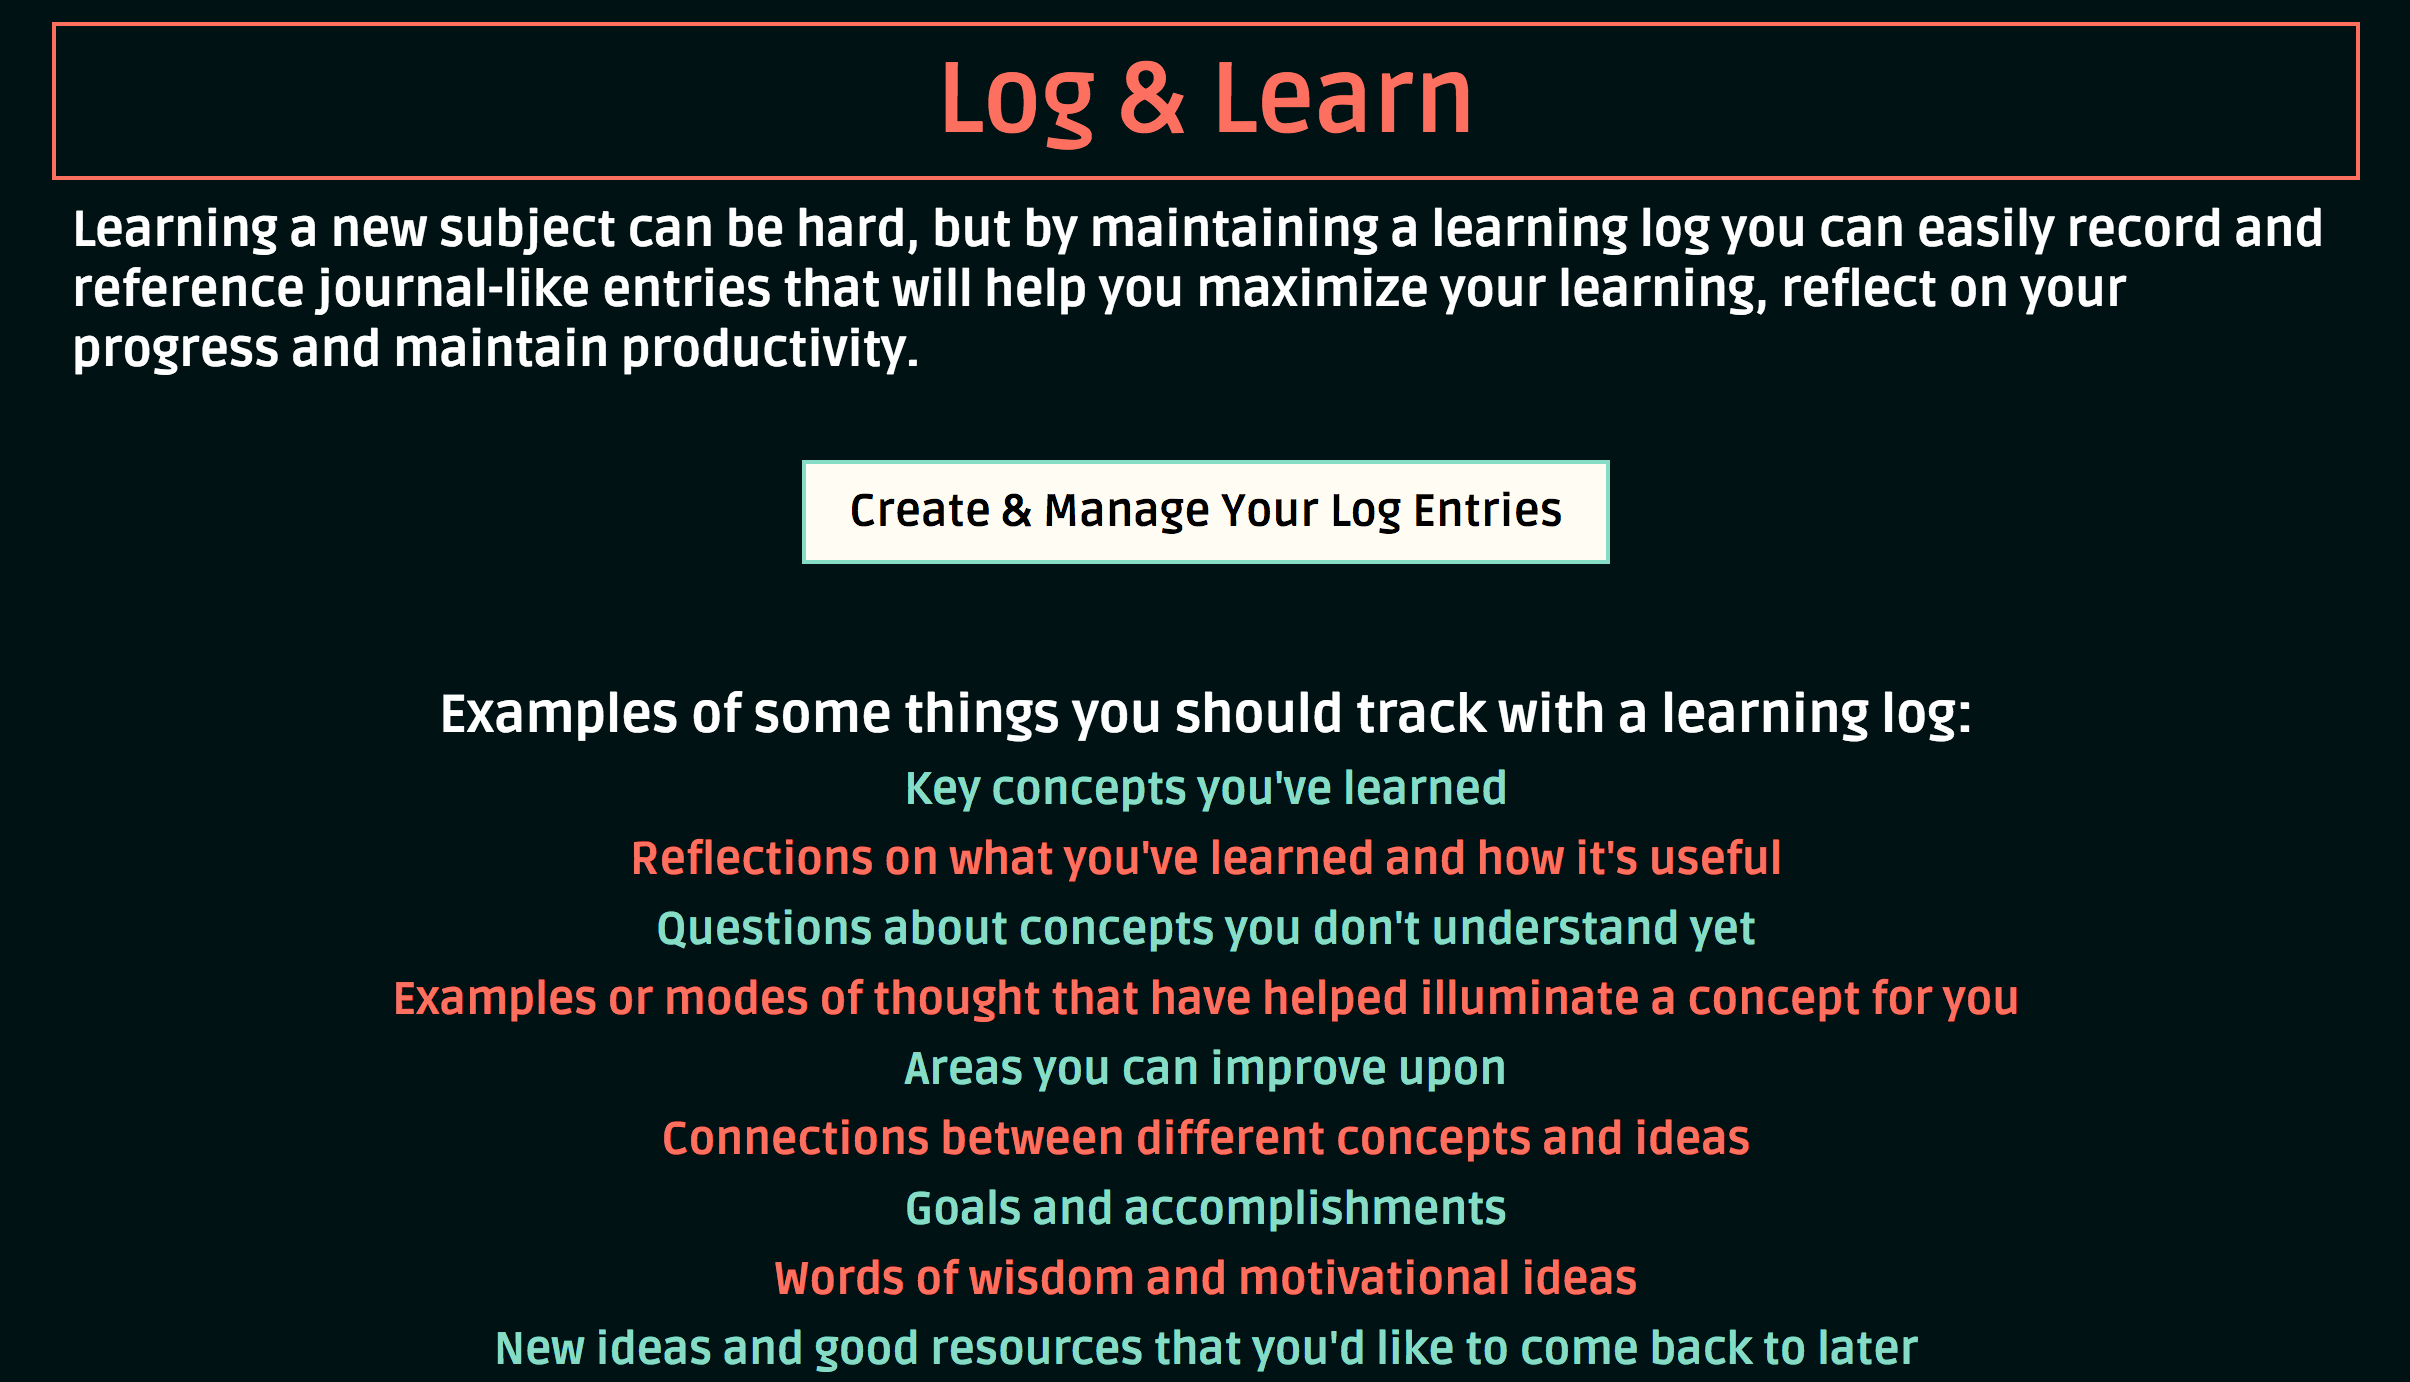 Log & Learn
Learning a new subject can be hard, but by maintaining a learning log you can easily record and
reference journal-like entries that will help you maximize your learning, reflect on your
progress and maintain productivity.
Create & Manage Your Log Entries
Examples of some things you should track with a learning log:
Key concepts you've learned
Reflections on what you've learned and how it's useful
Questions about concepts you don't understand yet
Examples or modes of thought that have helped illuminate a concept for you
Areas you can improve upon
Connections between different concepts and ideas
Goals and accomplishments
Words of wisdom and motivational ideas
New ideas and good resources that you'd like to come back to later